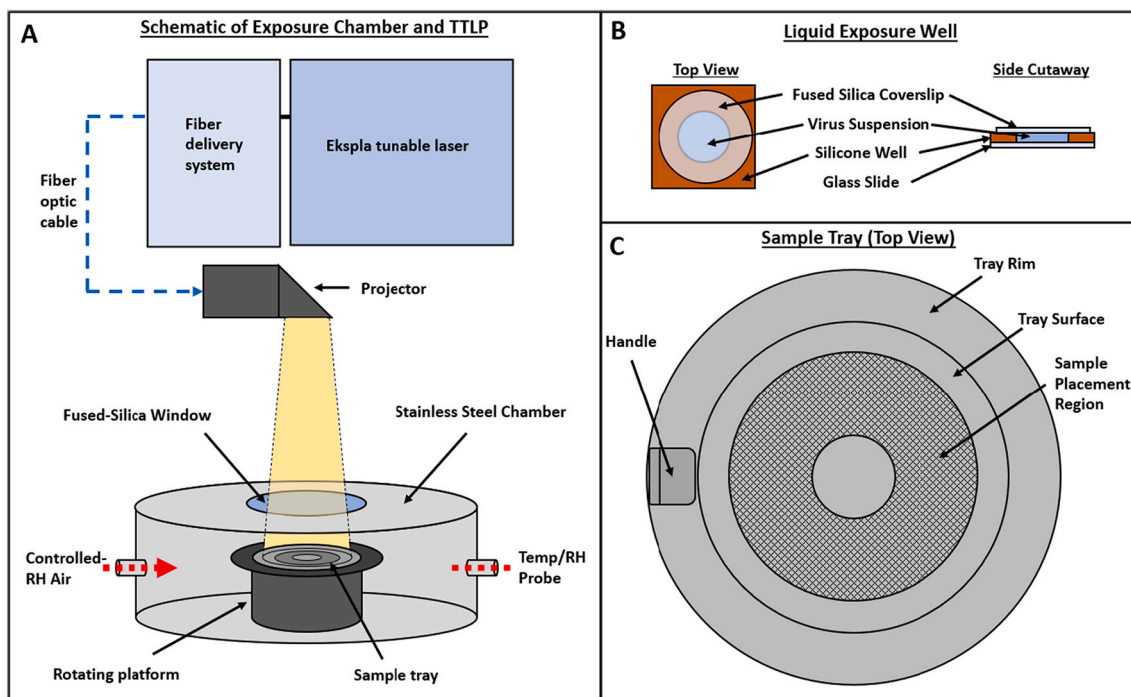 A
Schematic of Exposure Chamber and TTLP
Fiber
delivery
system
Ekspla tunable laser
Fiber
optic
cable
Projector
Fused-Silica Window
Stainless Steel Chamber
Controlled-
RH Air
Temp/RH
Probe
Rotating platform
Sample tray
B
Liquid Exposure Well
Top View
Side Cutaway
Fused Silica Coverslip
Virus Suspension
Silicone Well
Glass Slide
C
Sample Tray (Top View)
Tray Rim
Tray Surface
Handle
Sample
Placement
Region